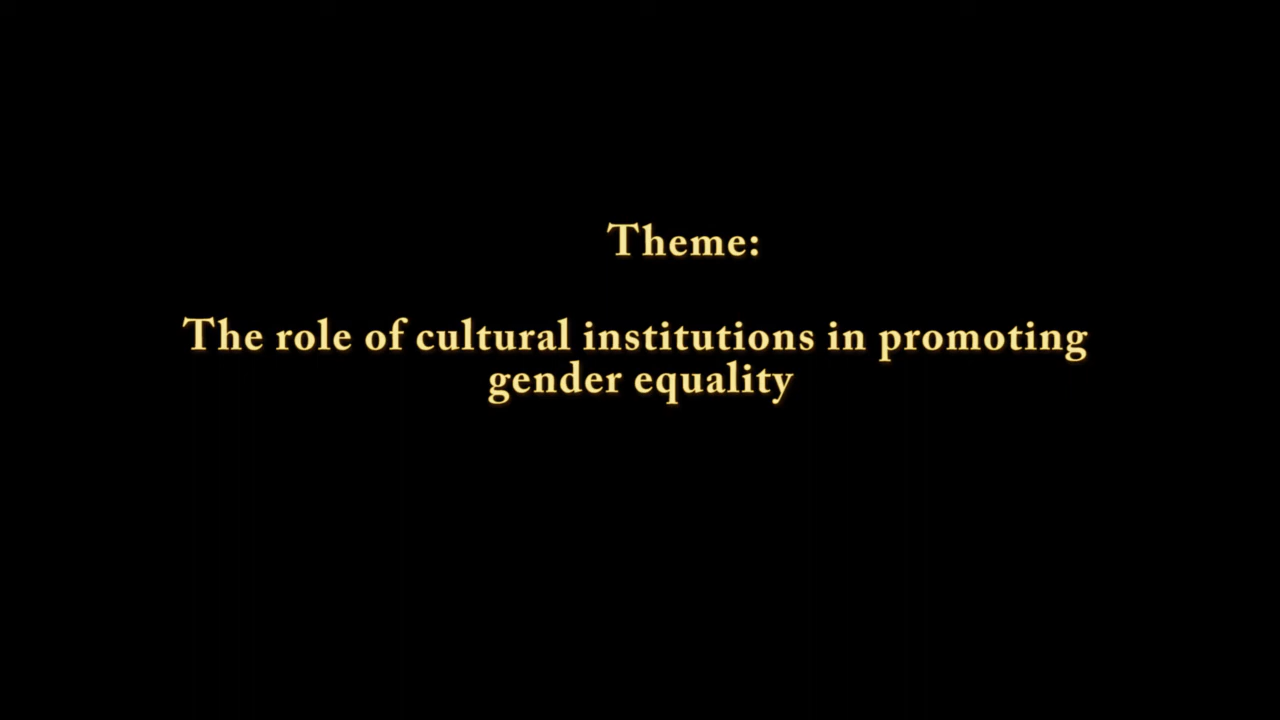 Theme:
The role of cultural institutions in promoting
gender equality